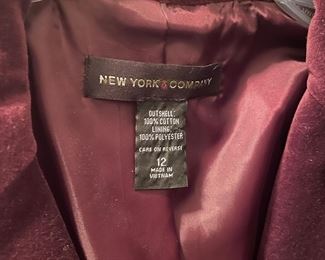 NEW YORK & COMPANY
OUTSHELL:
100% COTTON
LINING:
100% POLYESTER
CARE ON REVERSE
12
MADE IN
VIETNAM